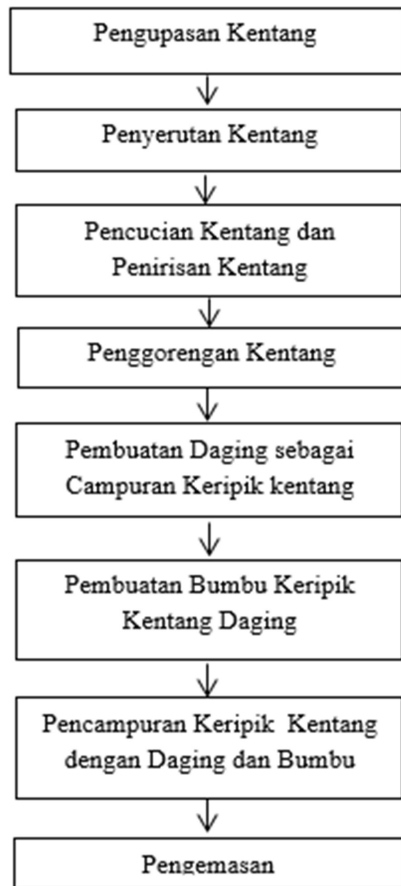 Pengupasan Kentang
Penyerutan Kentang
Pencucian Kentang dan
Penirisan Kentang
Penggorengan Kentang
Pembuatan Daging sebagai
Campuran Keripik kentang
Pembuatan Bumbu Keripik
Kentang Daging
Pencampuran Keripik Kentang
dengan Daging dan Bumbu
Pengemasan